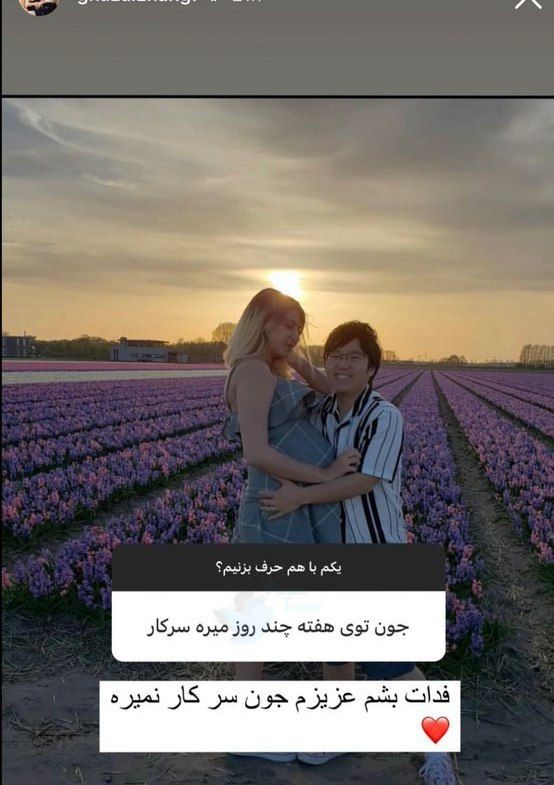 یکم با هم حرف بزنیم؟
جون توی هفته چند روز میره سرکار
فدات بشم عزیزم جون سر کار نمیره
❤️